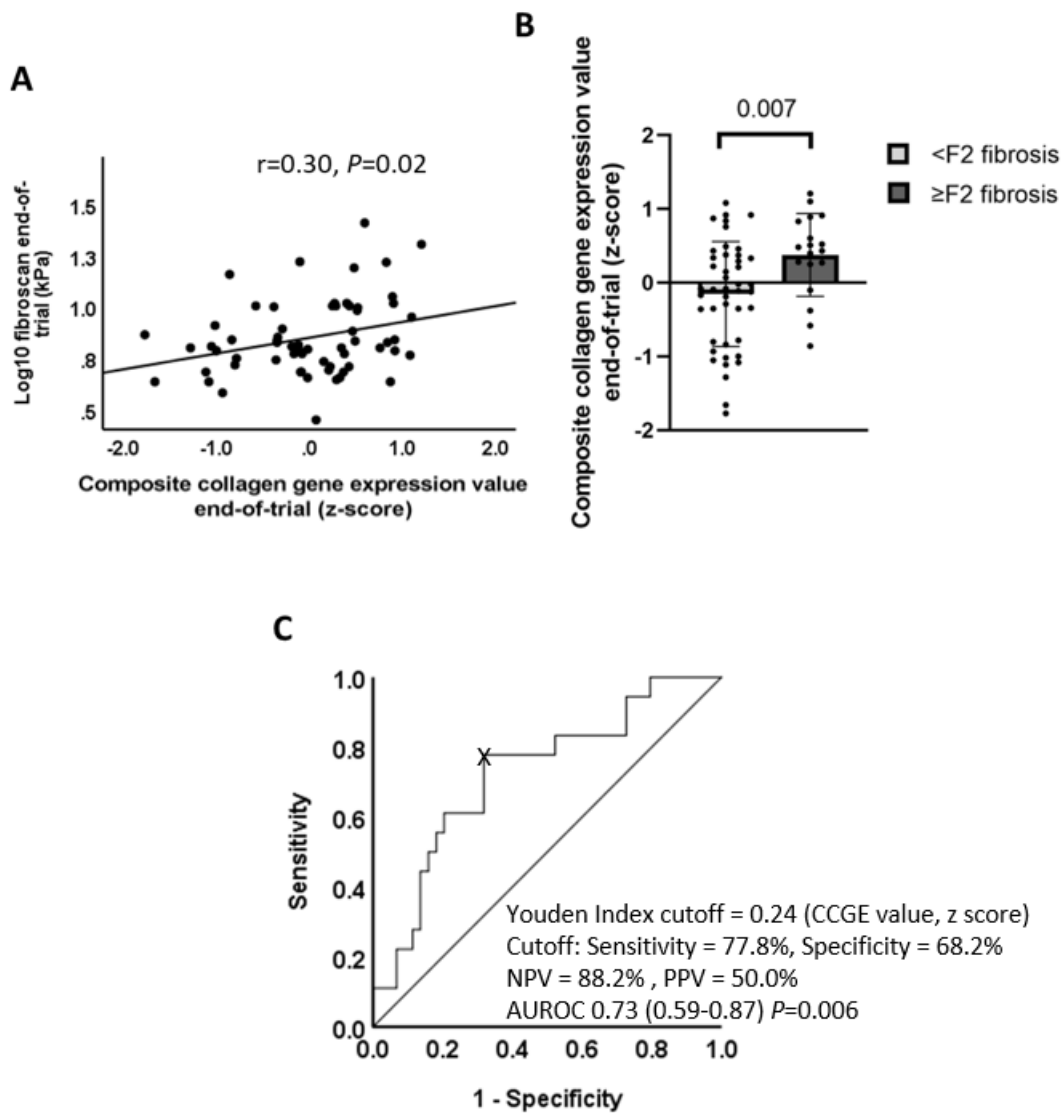 A
r=0.30, P=0.02
Log10 fibroscan end-of-
trial (kPa)
1.5
1.3
1.0
.8
.5
-2.0 -1.0 .0 1.0 2.0
Composite collagen gene expression value
end-of-trial (z-score)
B
0.007
Composite collagen gene expression value
end-of-trial (z-score)
2
1
0
-1
-2
<F2 fibrosis
≥F2 fibrosis
C
Sensitivity
1.0
0.8
0.6
0.4
0.2
0.0
X
Youden Index cutoff = 0.24 (CCGE value, z score)
Cutoff: Sensitivity = 77.8%, Specificity = 68.2%
NPV = 88.2% , PPV = 50.0%
AUROC 0.73 (0.59-0.87) P=0.006
0.0 0.2 0.4 0.6 0.8 1.0
1 - Specificity